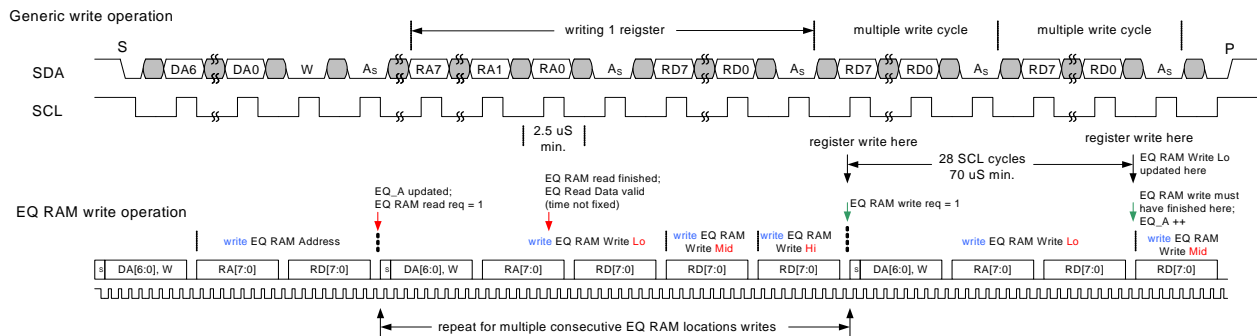 Generic write operation
writing 1 reigster
multiple write cycle
multiple write cycle
S
P
SDA
DA6
DA0
W
As
RA7
RA1
RA0
As
RD7
RD0
As
RD7
RD0
As
RD7
RD0
As
SCL
2.5 uS
min.
register write here
register write here
28 SCL cycles
70 uS min.
EQ RAM Write Lo
updated here
EQ_A updated;
EQ RAM read req = 1
EQ RAM read finished;
EQ Read Data valid
(time not fixed)
EQ RAM write req = 1
EQ RAM write must
have finished here;
EQ_A ++
EQ RAM write operation
write EQ RAM Address
write EQ RAM Write Lo
write EQ RAM
Write Mid
write EQ RAM
Write Hi
write EQ RAM Write Lo
write EQ RAM
Write Mid
s
DA[6:0], W
RA[7:0]
RD[7:0]
s
DA[6:0], W
RA[7:0]
RD[7:0]
RD[7:0]
RD[7:0]
s
DA[6:0], W
RA[7:0]
RD[7:0]
RD[7:0]
repeat for multiple consecutive EQ RAM locations writes